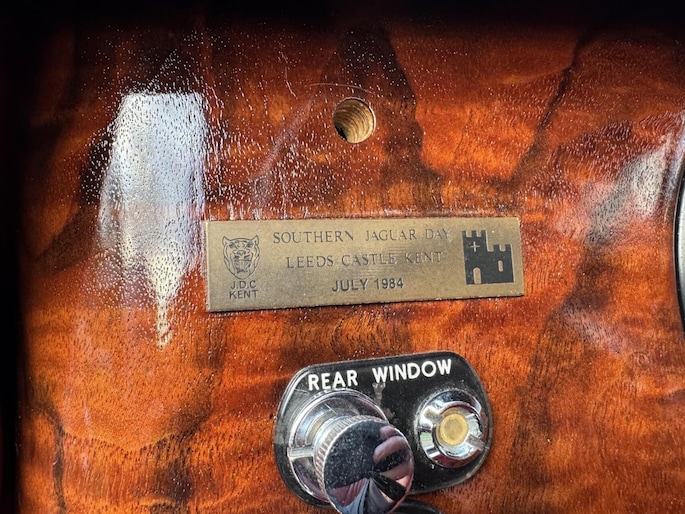 SOUTHERN JAGUAR DAY
LEEDS CASTLE KENT
JULY 1984
J.D.C
KENT
REAR WINDOW